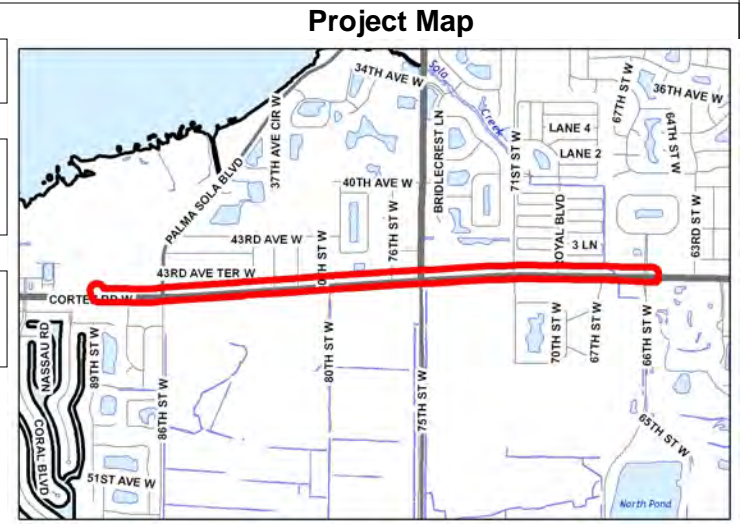 Project Map
34TH AVE W
Sola
Creek
67TH ST W
36TH AVE W
37TH AVE CIR W
BRIDLECREST LN
LANE 4
64TH ST W
LANE 2
71ST ST W
PALMA SOLA BLVD
40TH AVE W
43RD AVE W
76TH ST W
ROYAL BLVD
3 LN
63RD ST W
43RD AVE TER W
0TH ST W
CORTEZ RD W
NASSAU RD
89TH ST W
86TH ST W
80TH ST W
75TH ST W
70TH ST W
67TH ST W
66TH ST W
CORAL BLVD
51ST AVE W
65TH ST W
North Pond